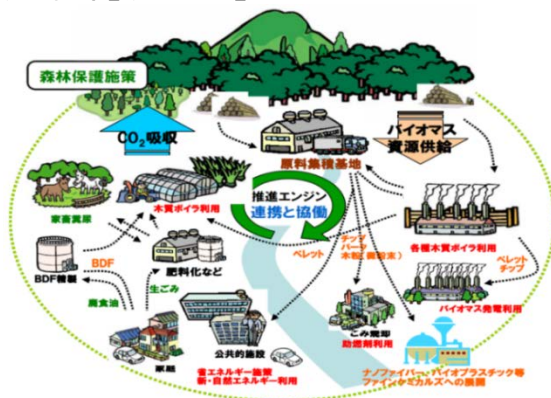 森林保護施策
CO₂吸収
バイオマス
資源供給
原料集積基地
推進エンジン
連携と協働
家畜糞尿
木質ボイラ利用
各種木質ボイラ利用
チップ
バーク
ペレット
BDF精製
BDF
肥料化など
ペレット
チップ
廃食油
生ごみ
バイオマス発電利用
ごみ焼却
助燃剤利用
公共的施設
家庭
省エネルギー施策
新・自然エネルギー利用
ナノファイバー、バイオプラスチック等
ファインケミカルズへの展開